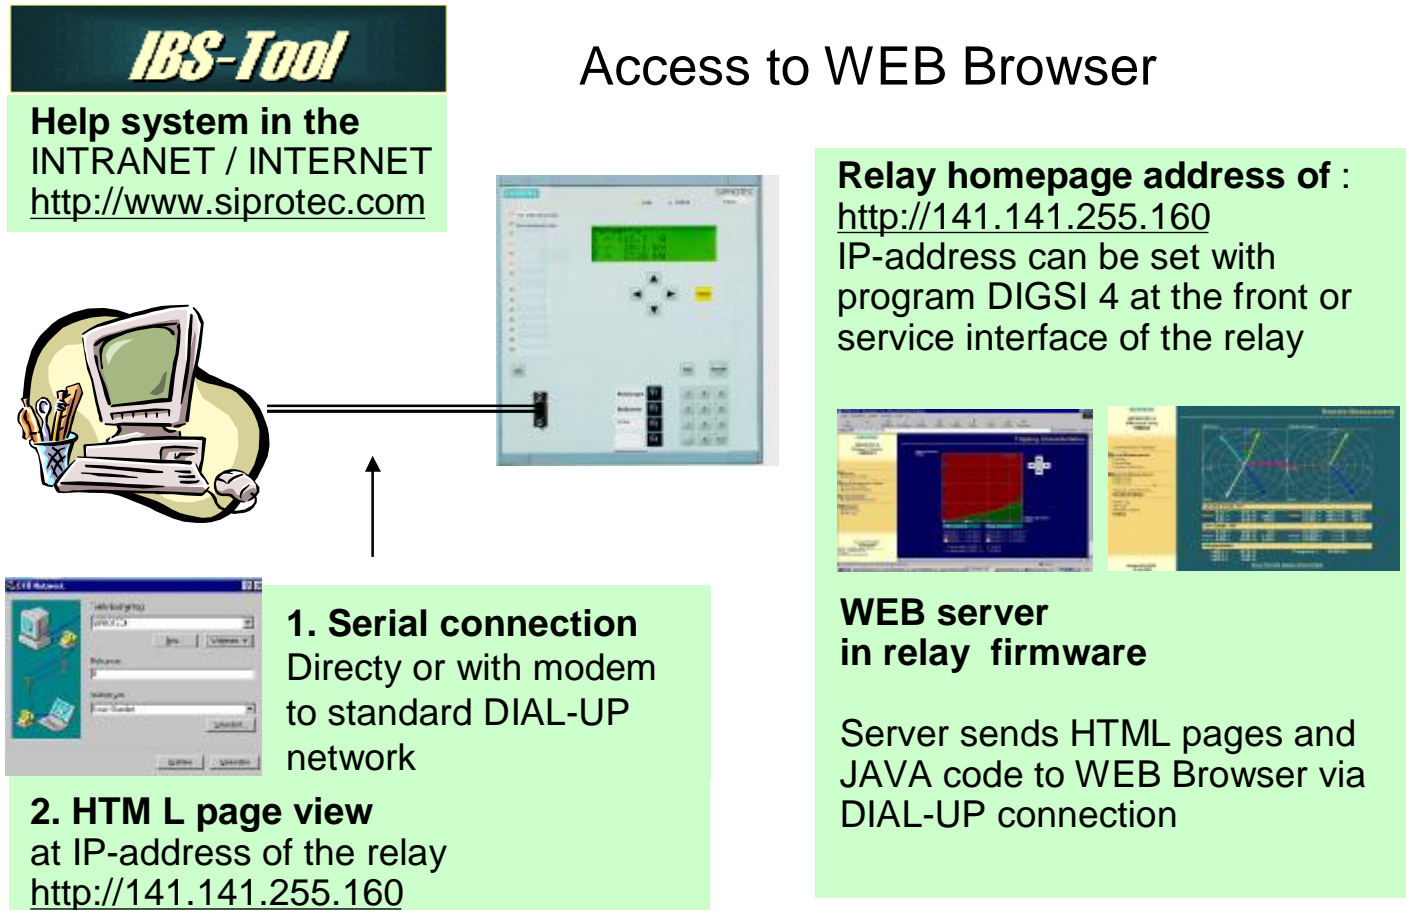 IBS-Tool
Access to WEB Browser
Help system in the
INTRANET / INTERNET
http://www.siprotec.com
SIPROTEC
Relay homepage address of :
http://141.141.255.160
IP-address can be set with
program DIGSI 4 at the front or
service interface of the relay
1. Serial connection
Directy or with modem
to standard DIAL-UP
network
2. HTM L page view
at IP-address of the relay
http://141.141.255.160
WEB server
in relay firmware
Server sends HTML pages and
JAVA code to WEB Browser via
DIAL-UP connection